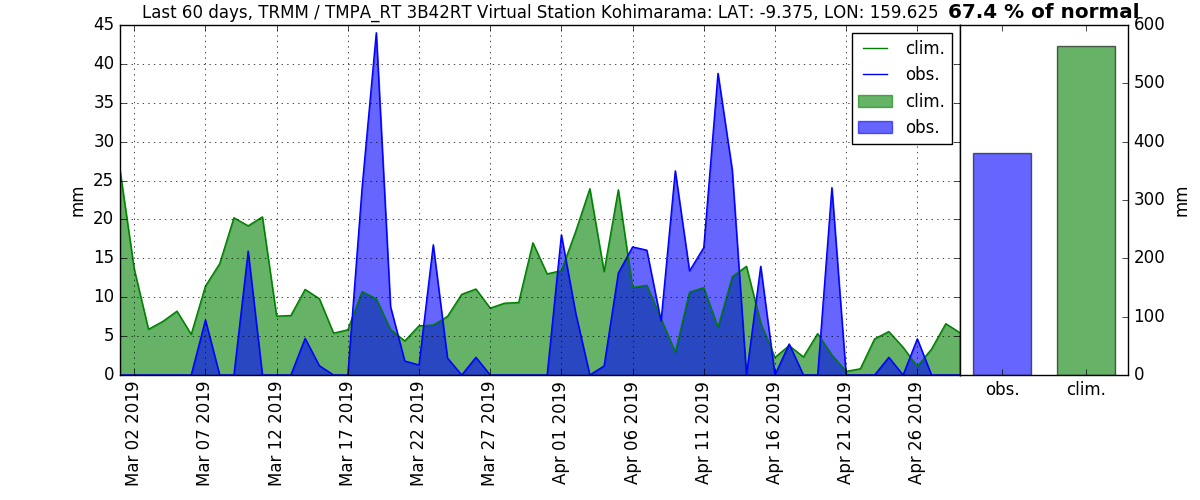 Last 60 days, TRMM / TMPA_RT 3B42RT Virtual Station Kohimarama: LAT: -9.375, LON: 159.625
67.4 % of normal
45
40
35
30
25
20
15
10
5
0
mm
clim.
obs.
clim.
obs.
Mar 02 2019
Mar 07 2019
Mar 12 2019
Mar 17 2019
Mar 22 2019
Mar 27 2019
Apr 01 2019
Apr 06 2019
Apr 11 2019
Apr 16 2019
Apr 21 2019
Apr 26 2019
600
500
400
300
200
100
0
mm
obs.
clim.